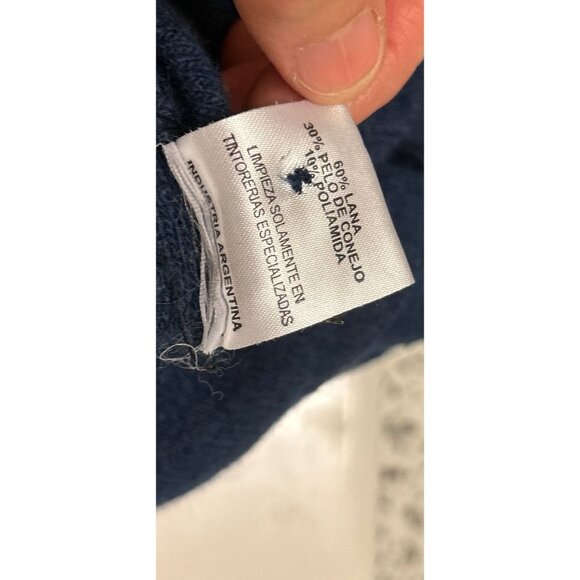 60% LANA
30% PELO DE CONEJO
10% POLIAMIDA
LIMPIEZA SOLAMENTE EN
TINTORERIAS ESPECIALIZADAS
INDUSTRIA ARGENTINA